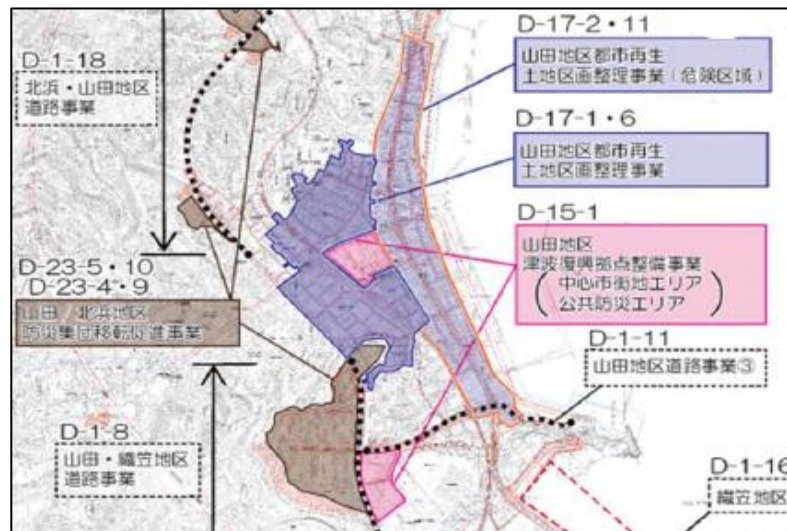 D-17-2・11
山田地区都市再生
土地区画整理事業(危険区域)
D-1-18
北浜・山田地区
道路事業
D-17-1・6
山田地区都市再生
土地区画整理事業
D-15-1
山田地区
津波復興拠点整備事業
(中心市街地エリア
公共防災エリア)
D-23-5・10
/D-23-4・9
山田/北浜地区
防災集団移転促進事業
D-1-11
山田地区道路事業③
D-1-8
山田・織笠地区
道路事業
D-1-16
織笠地区